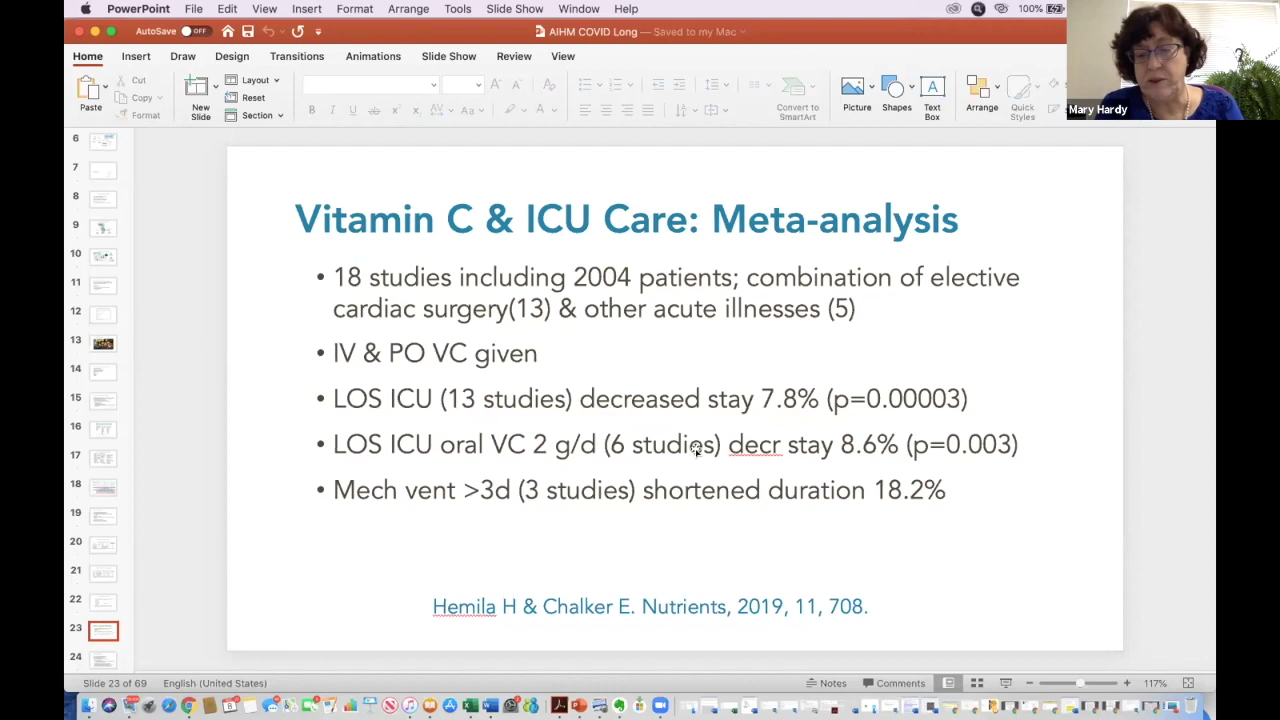 PowerPoint File Edit View Insert Format Arrange Tools Slide Show Window Help 100%
AutoSave OFF AIHM COVID Long — Saved to my Mac
Home Insert Draw Design Transitions Animations Slide Show Review View
Paste Cut Copy Format
New Slide Layout Reset Section
B I U ab
Convert to SmartArt
Picture Shapes Text Box Arrange Quick Styles
Mary Hardy
6
7
8
9
10
11
12
13
14
15
16
17
18
19
20
21
22
23
24
Vitamin C & ICU Care: Meta-analysis
• 18 studies including 2004 patients; combination of elective
cardiac surgery(13) & other acute illnesses (5)
• IV & PO VC given
• LOS ICU (13 studies) decreased stay 7.8% (p=0.00003)
• LOS ICU oral VC 2 g/d (6 studies) decr stay 8.6% (p=0.003)
• Mech vent >3d (3 studies) shortened duration 18.2%
Hemila H & Chalker E. Nutrients, 2019, 11, 708.
Slide 23 of 69 English (United States) Notes Comments 117%